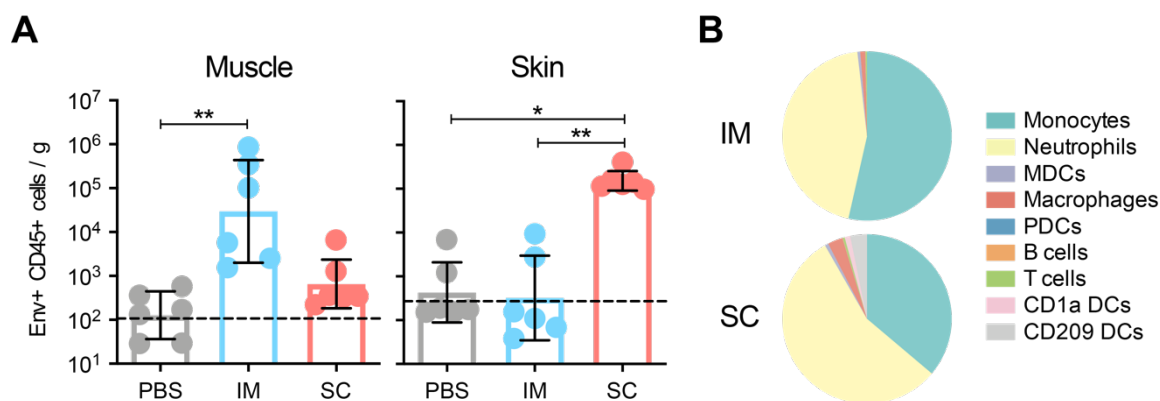 A
B
Muscle
Skin
Env+ CD45+ cells / g
10⁷
10⁶
10⁵
10⁴
10³
10²
10¹
**
*
**
PBS IM SC
PBS IM SC
IM
SC
Monocytes
Neutrophils
MDCs
Macrophages
PDCs
B cells
T cells
CD1a DCs
CD209 DCs